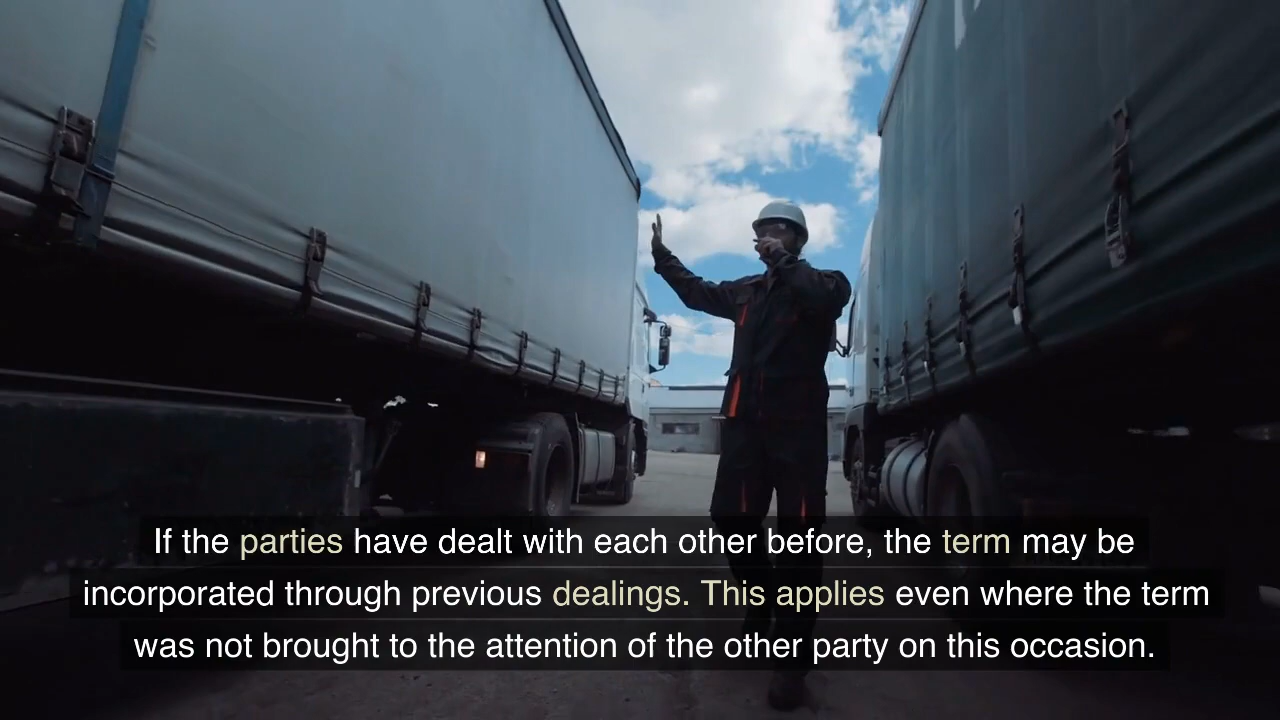 If the parties have dealt with each other before, the term may be
incorporated through previous dealings. This applies even where the term
was not brought to the attention of the other party on this occasion.